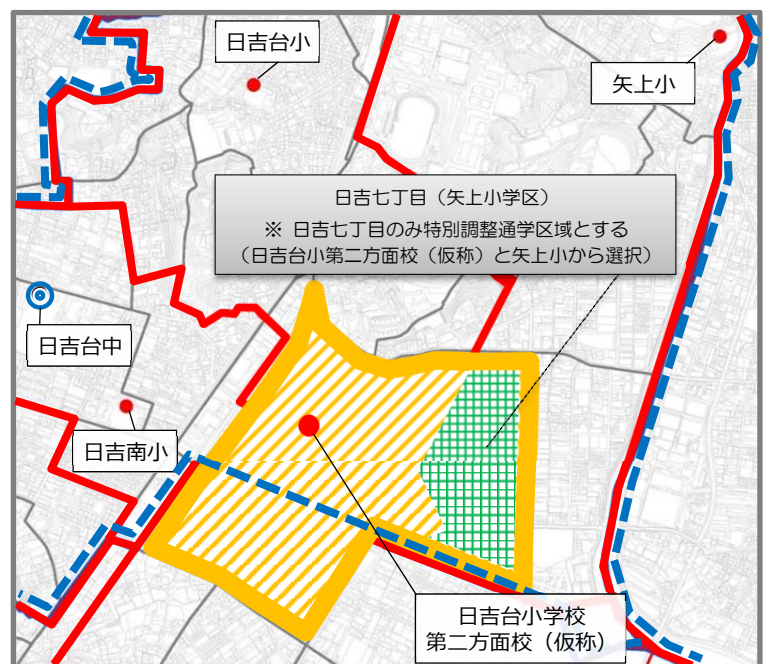 日吉台小
矢上小
日吉七丁目（矢上小学区）
※ 日吉七丁目のみ特別調整通学区域とする
（日吉台小第二方面校（仮称）と矢上小から選択）
日吉台中
日吉南小
日吉台小学校
第二方面校（仮称）